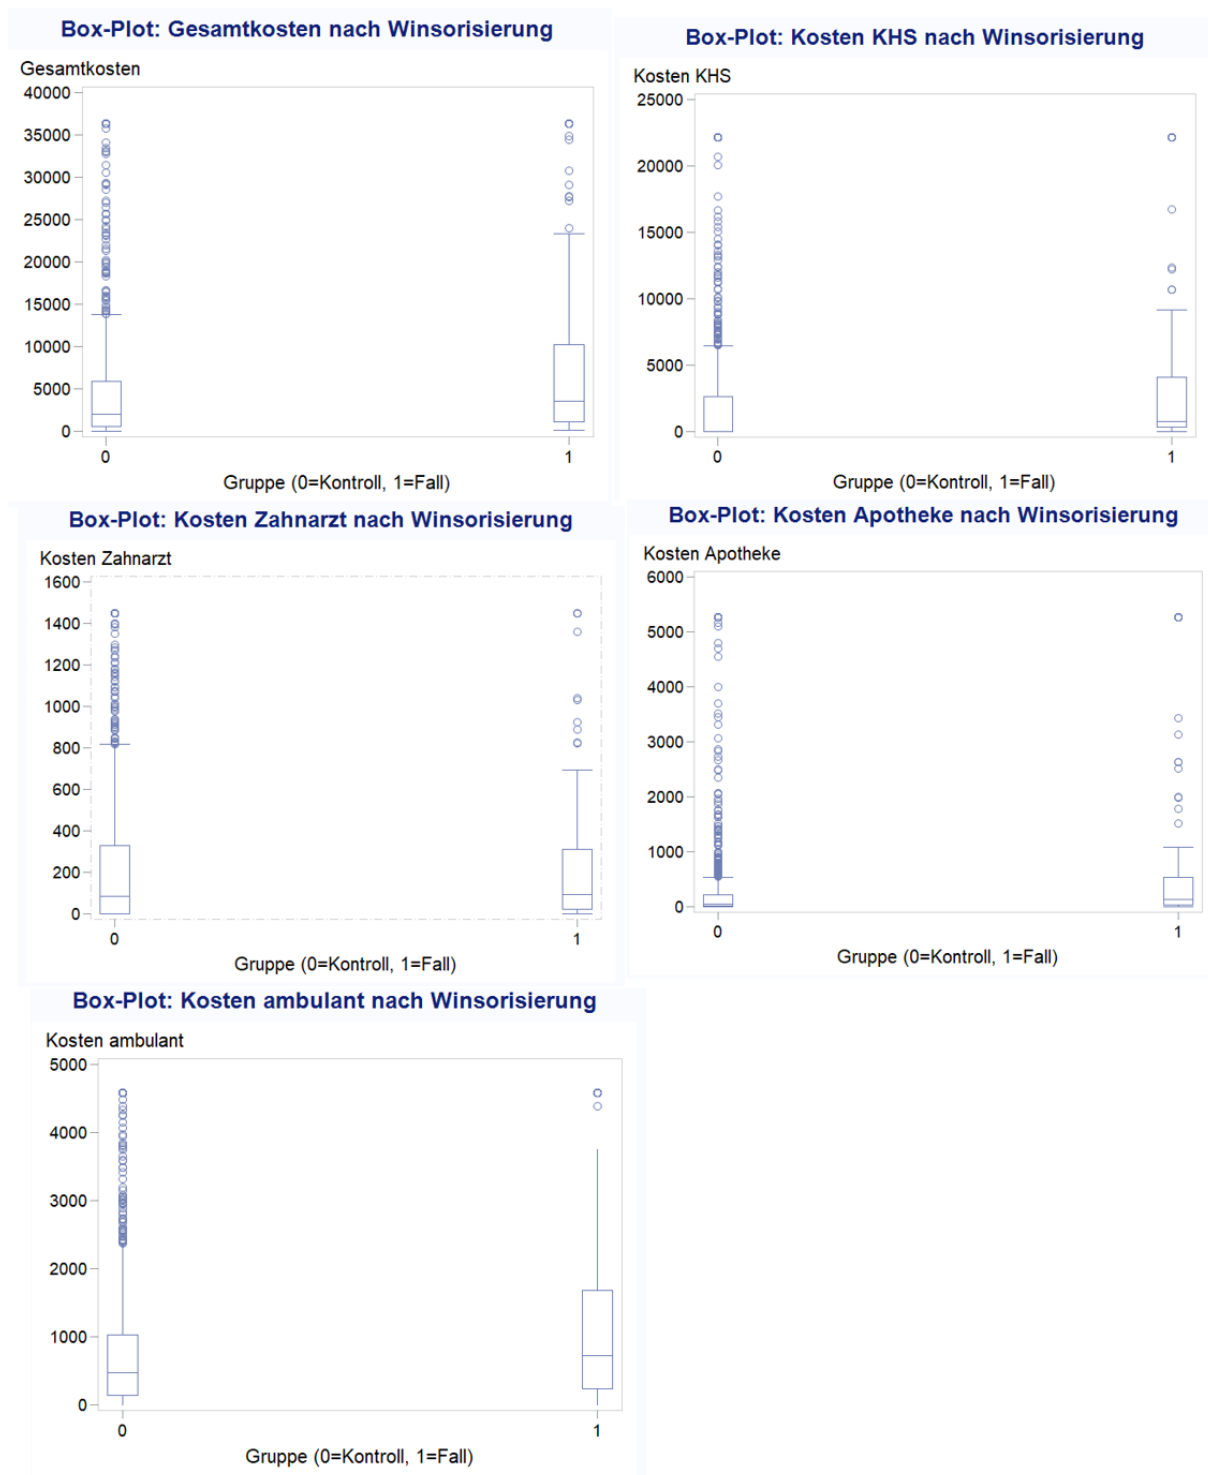 Box-Plot: Gesamtkosten nach Winsorisierung
Gesamtkosten
40000
35000
30000
25000
20000
15000
10000
5000
0
0 1
Gruppe (0=Kontroll, 1=Fall)
Box-Plot: Kosten KHS nach Winsorisierung
Kosten KHS
25000
20000
15000
10000
5000
0
0 1
Gruppe (0=Kontroll, 1=Fall)
Box-Plot: Kosten Zahnarzt nach Winsorisierung
Kosten Zahnarzt
1600
1400
1200
1000
800
600
400
200
0
0 1
Gruppe (0=Kontroll, 1=Fall)
Box-Plot: Kosten Apotheke nach Winsorisierung
Kosten Apotheke
6000
5000
4000
3000
2000
1000
0
0 1
Gruppe (0=Kontroll, 1=Fall)
Box-Plot: Kosten ambulant nach Winsorisierung
Kosten ambulant
5000
4000
3000
2000
1000
0
0 1
Gruppe (0=Kontroll, 1=Fall)